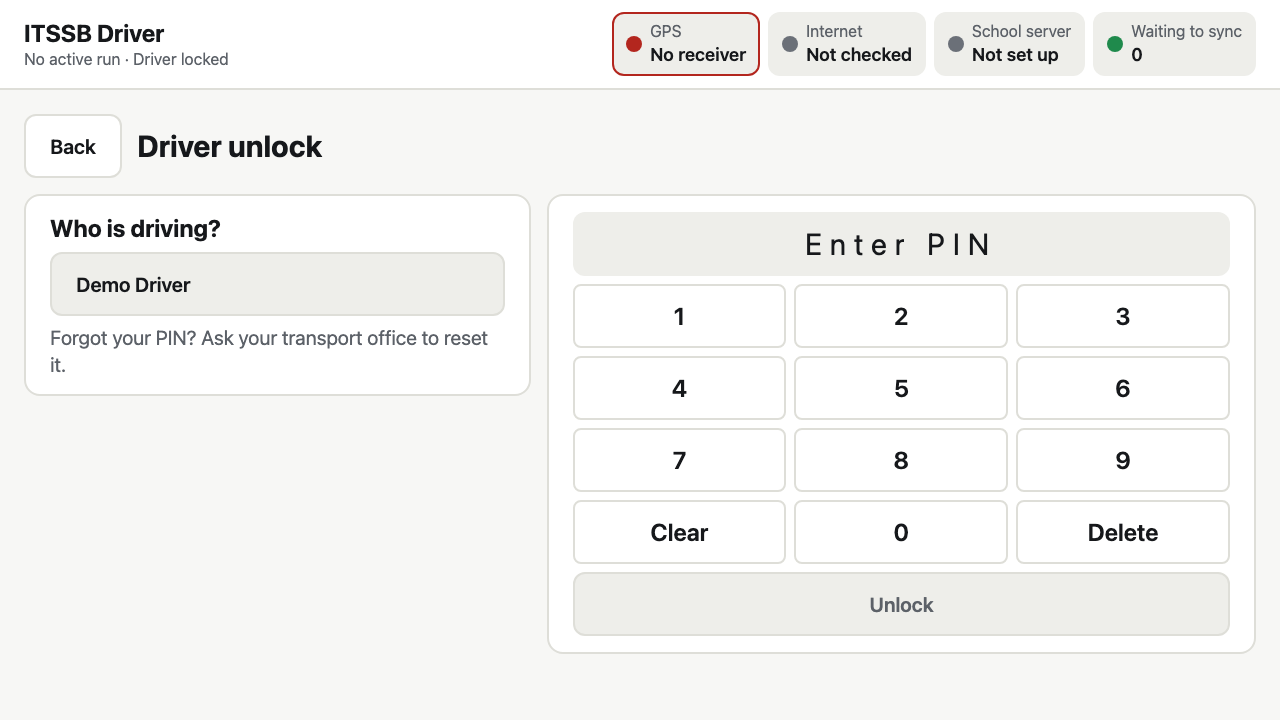 ITSSB Driver
No active run · Driver locked
GPS
No receiver
Internet
Not checked
School server
Not set up
Waiting to sync
0
Back
Driver unlock
Who is driving?
Demo Driver
Forgot your PIN? Ask your transport office to reset
it.
Enter PIN
1 2 3
4 5 6
7 8 9
Clear 0 Delete
Unlock